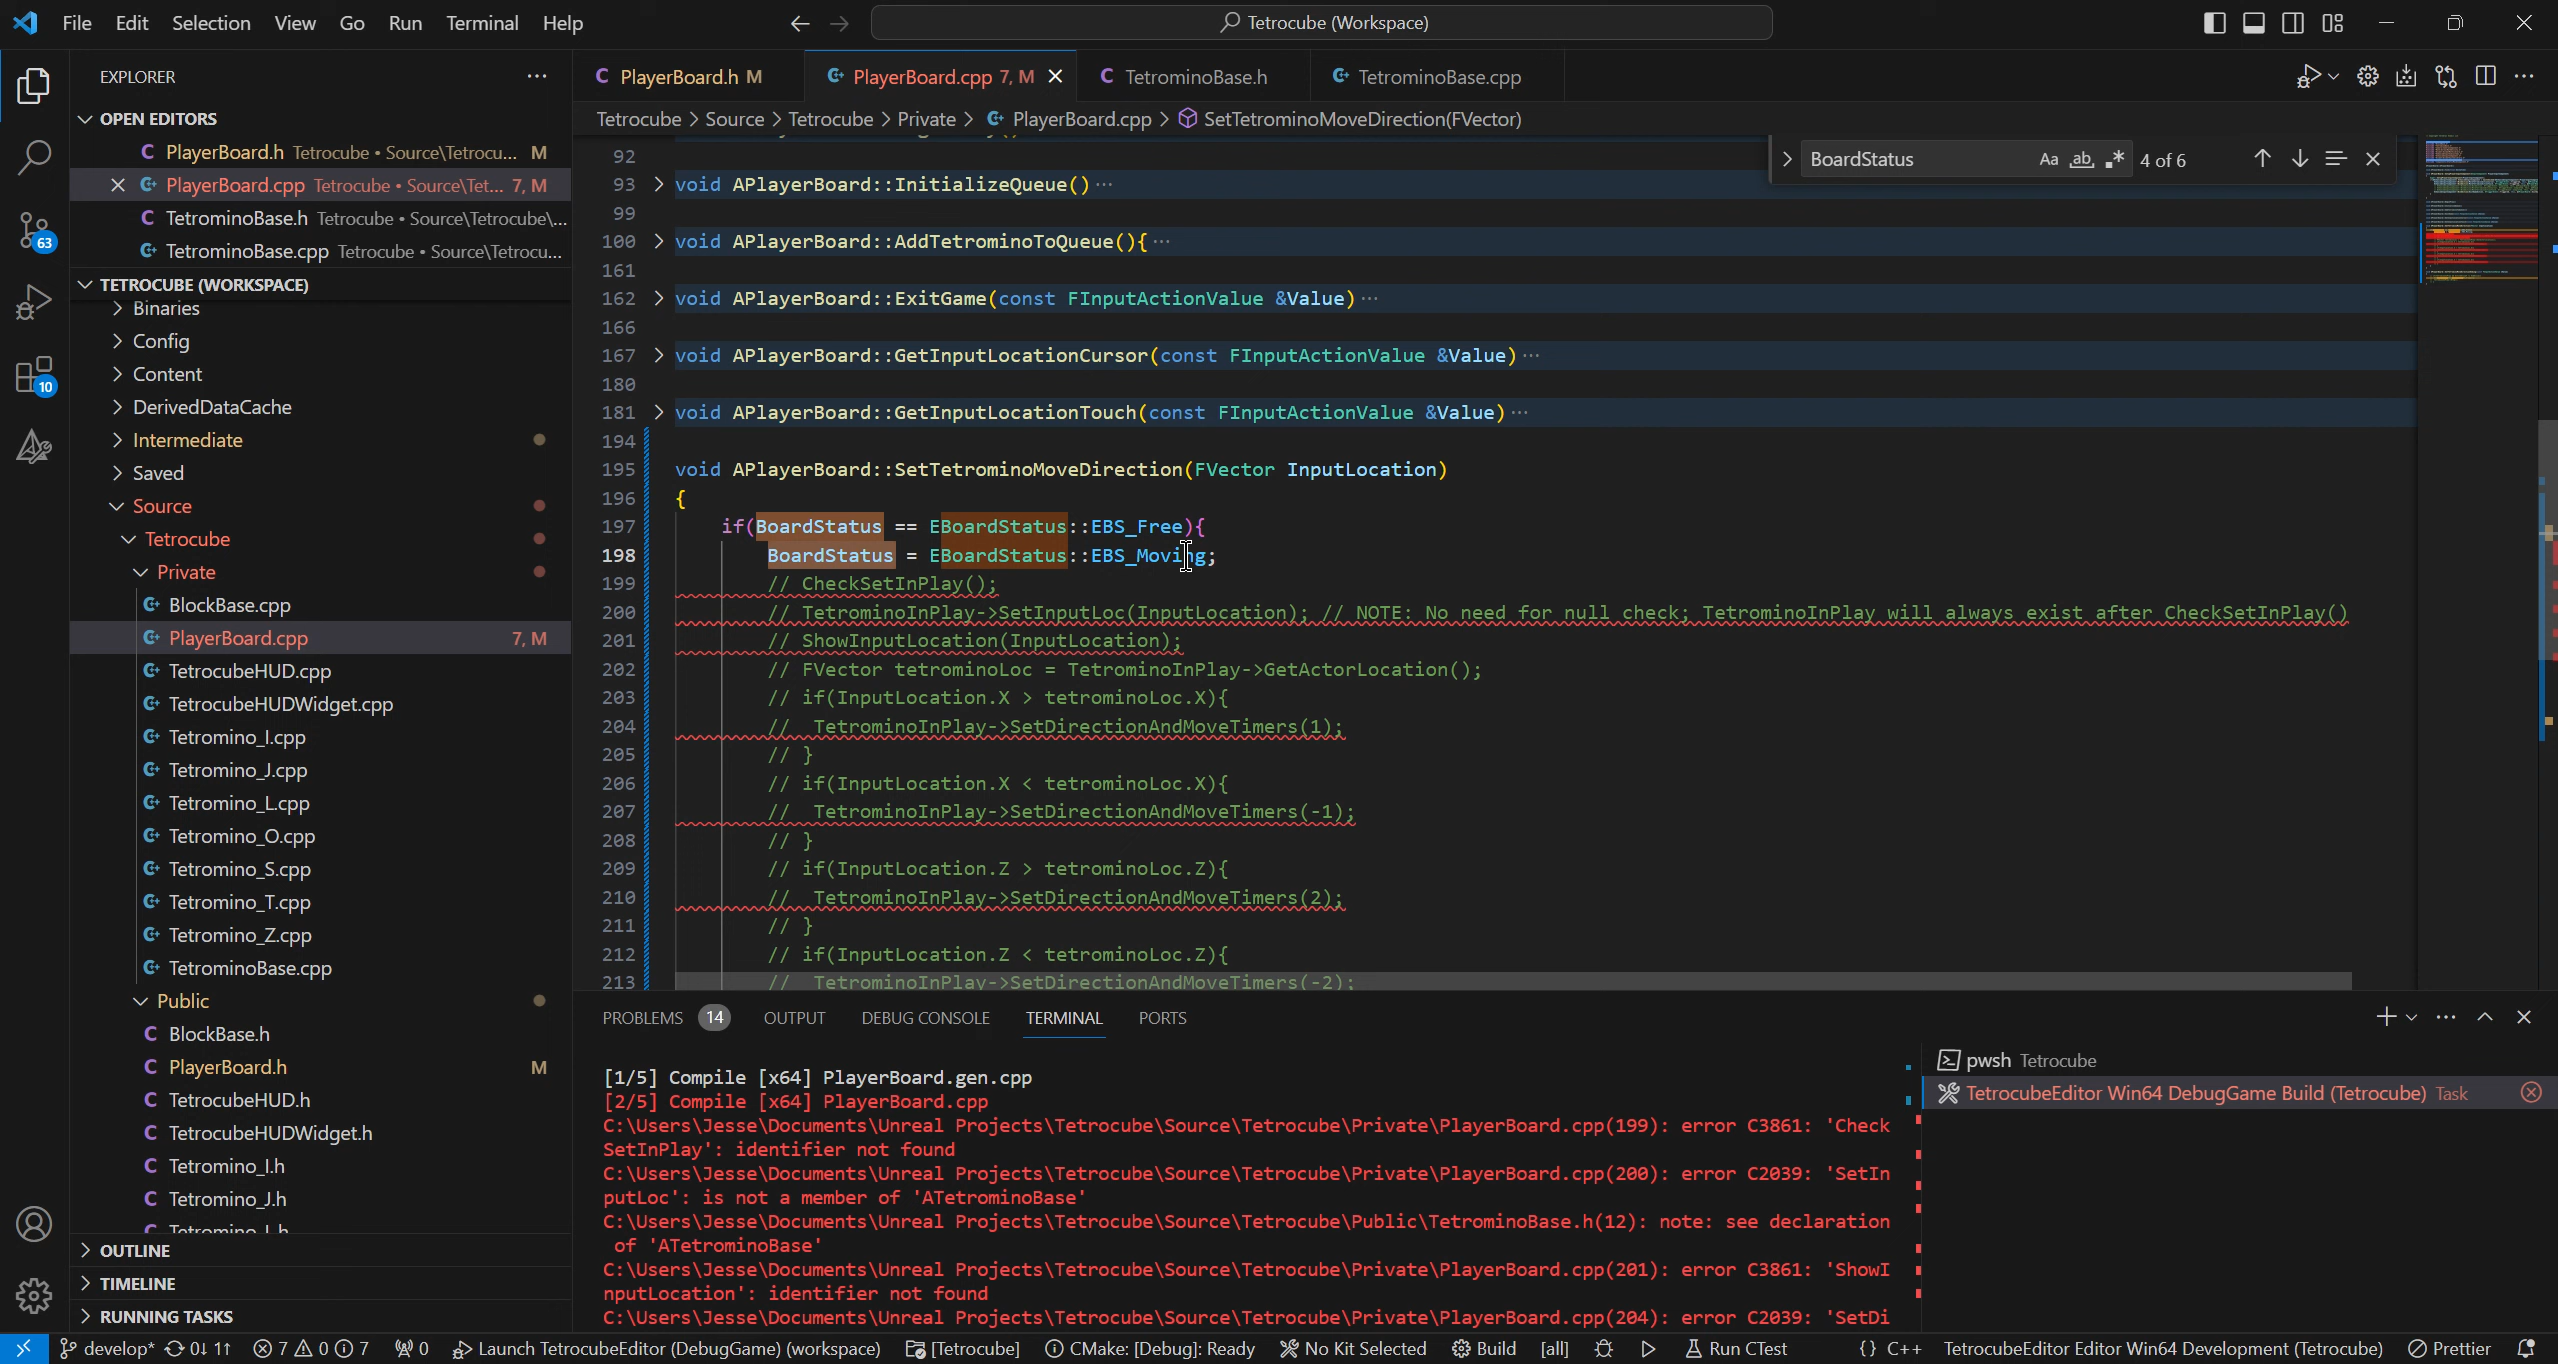 File Edit Selection View Go Run Terminal Help
Tetrocube (Workspace)
EXPLORER
OPEN EDITORS
PlayerBoard.h Tetrocube • Source\Tetrocu... M
PlayerBoard.cpp Tetrocube • Source\Tet... 7, M
TetrominoBase.h Tetrocube • Source\Tetrocube\...
TetrominoBase.cpp Tetrocube • Source\Tetrocu...
TETROCUBE (WORKSPACE)
Binaries
Config
Content
DerivedDataCache
Intermediate
Saved
Source
Tetrocube
Private
BlockBase.cpp
PlayerBoard.cpp 7, M
TetrocubeHUD.cpp
TetrocubeHUDWidget.cpp
Tetromino_I.cpp
Tetromino_J.cpp
Tetromino_L.cpp
Tetromino_O.cpp
Tetromino_S.cpp
Tetromino_T.cpp
Tetromino_Z.cpp
TetrominoBase.cpp
Public
BlockBase.h
PlayerBoard.h M
TetrocubeHUD.h
TetrocubeHUDWidget.h
Tetromino_I.h
Tetromino_J.h
OUTLINE
TIMELINE
RUNNING TASKS
63
10
PlayerBoard.h M
PlayerBoard.cpp 7, M
TetrominoBase.h
TetrominoBase.cpp
Tetrocube > Source > Tetrocube > Private > PlayerBoard.cpp > SetTetrominoMoveDirection(FVector)
BoardStatus Aa ab 4 of 6
92
93 void APlayerBoard::InitializeQueue() ...
99
100 void APlayerBoard::AddTetrominoToQueue(){ ...
161
162 void APlayerBoard::ExitGame(const FInputActionValue &Value) ...
166
167 void APlayerBoard::GetInputLocationCursor(const FInputActionValue &Value) ...
180
181 void APlayerBoard::GetInputLocationTouch(const FInputActionValue &Value) ...
194
195 void APlayerBoard::SetTetrominoMoveDirection(FVector InputLocation)
196 {
197 if(BoardStatus == EBoardStatus::EBS_Free){
198 BoardStatus = EBoardStatus::EBS_Moving;
199 // CheckSetInPlay();
200 // TetrominoInPlay->SetInputLoc(InputLocation); // NOTE: No need for null check; TetrominoInPlay will always exist after CheckSetInPlay()
201 // ShowInputLocation(InputLocation);
202 // FVector tetrominoLoc = TetrominoInPlay->GetActorLocation();
203 // if(InputLocation.X > tetrominoLoc.X){
204 // TetrominoInPlay->SetDirectionAndMoveTimers(1);
205 // }
206 // if(InputLocation.X < tetrominoLoc.X){
207 // TetrominoInPlay->SetDirectionAndMoveTimers(-1);
208 // }
209 // if(InputLocation.Z > tetrominoLoc.Z){
210 // TetrominoInPlay->SetDirectionAndMoveTimers(2);
211 // }
212 // if(InputLocation.Z < tetrominoLoc.Z){
213 // TetrominoInPlay->SetDirectionAndMoveTimers(-2);
PROBLEMS 14 OUTPUT DEBUG CONSOLE TERMINAL PORTS
[1/5] Compile [x64] PlayerBoard.gen.cpp
[2/5] Compile [x64] PlayerBoard.cpp
C:\Users\Jesse\Documents\Unreal Projects\Tetrocube\Source\Tetrocube\Private\PlayerBoard.cpp(199): error C3861: 'Check
SetInPlay': identifier not found
C:\Users\Jesse\Documents\Unreal Projects\Tetrocube\Source\Tetrocube\Private\PlayerBoard.cpp(200): error C2039: 'SetIn
putLoc': is not a member of 'ATetrominoBase'
C:\Users\Jesse\Documents\Unreal Projects\Tetrocube\Source\Tetrocube\Public\TetrominoBase.h(12): note: see declaration
of 'ATetrominoBase'
C:\Users\Jesse\Documents\Unreal Projects\Tetrocube\Source\Tetrocube\Private\PlayerBoard.cpp(201): error C3861: 'ShowI
nputLocation': identifier not found
C:\Users\Jesse\Documents\Unreal Projects\Tetrocube\Source\Tetrocube\Private\PlayerBoard.cpp(204): error C2039: 'SetDi
pwsh Tetrocube
TetrocubeEditor Win64 DebugGame Build (Tetrocube) Task
develop* 0↓ 1↑ 7 0 7 0 Launch TetrocubeEditor (DebugGame) (workspace) [Tetrocube] CMake: [Debug]: Ready No Kit Selected Build [all] Run CTest {} C++ TetrocubeEditor Editor Win64 Development (Tetrocube) Prettier